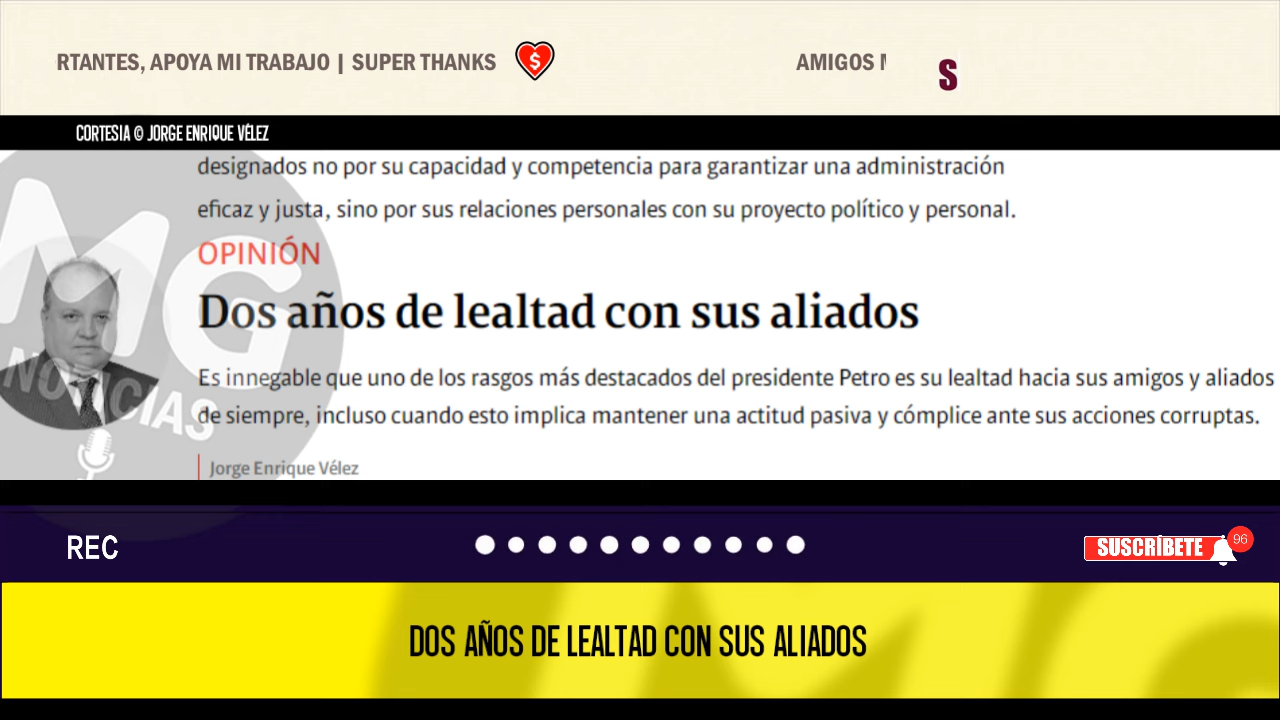 RTANTES, APOYA MI TRABAJO | SUPER THANKS
AMIGOS
S
CORTESIA © JORGE ENRIQUE VÉLEZ
designados no por su capacidad y competencia para garantizar una administración
eficaz y justa, sino por sus relaciones personales con su proyecto político y personal.
OPINIÓN
Dos años de lealtad con sus aliados
Es innegable que uno de los rasgos más destacados del presidente Petro es su lealtad hacia sus amigos y aliados
de siempre, incluso cuando esto implica mantener una actitud pasiva y cómplice ante sus acciones corruptas.
Jorge Enrique Vélez
MG
NOTICIAS
REC
SUSCRÍBETE
96
DOS AÑOS DE LEALTAD CON SUS ALIADOS